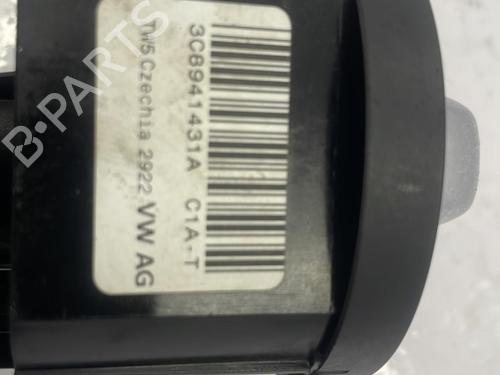 3C8941431A C1A-T
TW5 Czechia 2922 VW AG
B-PARTS